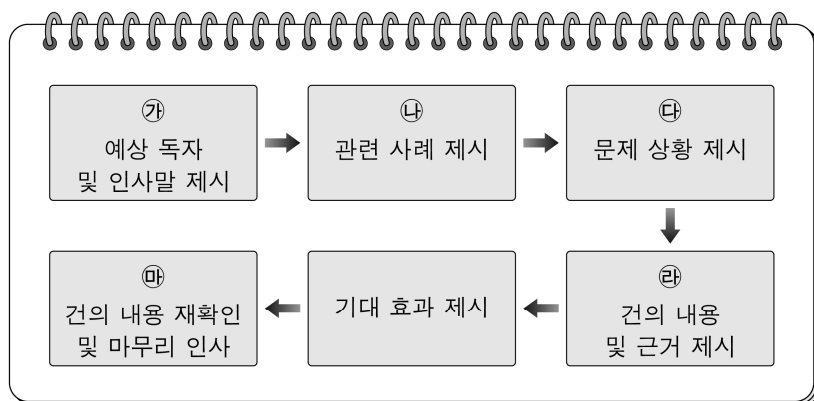 ㉮
예상 독자
및 인사말 제시
㉯
관련 사례 제시
㉰
문제 상황 제시
㉱
건의 내용
및 근거 제시
기대 효과 제시
㉲
건의 내용 재확인
및 마무리 인사